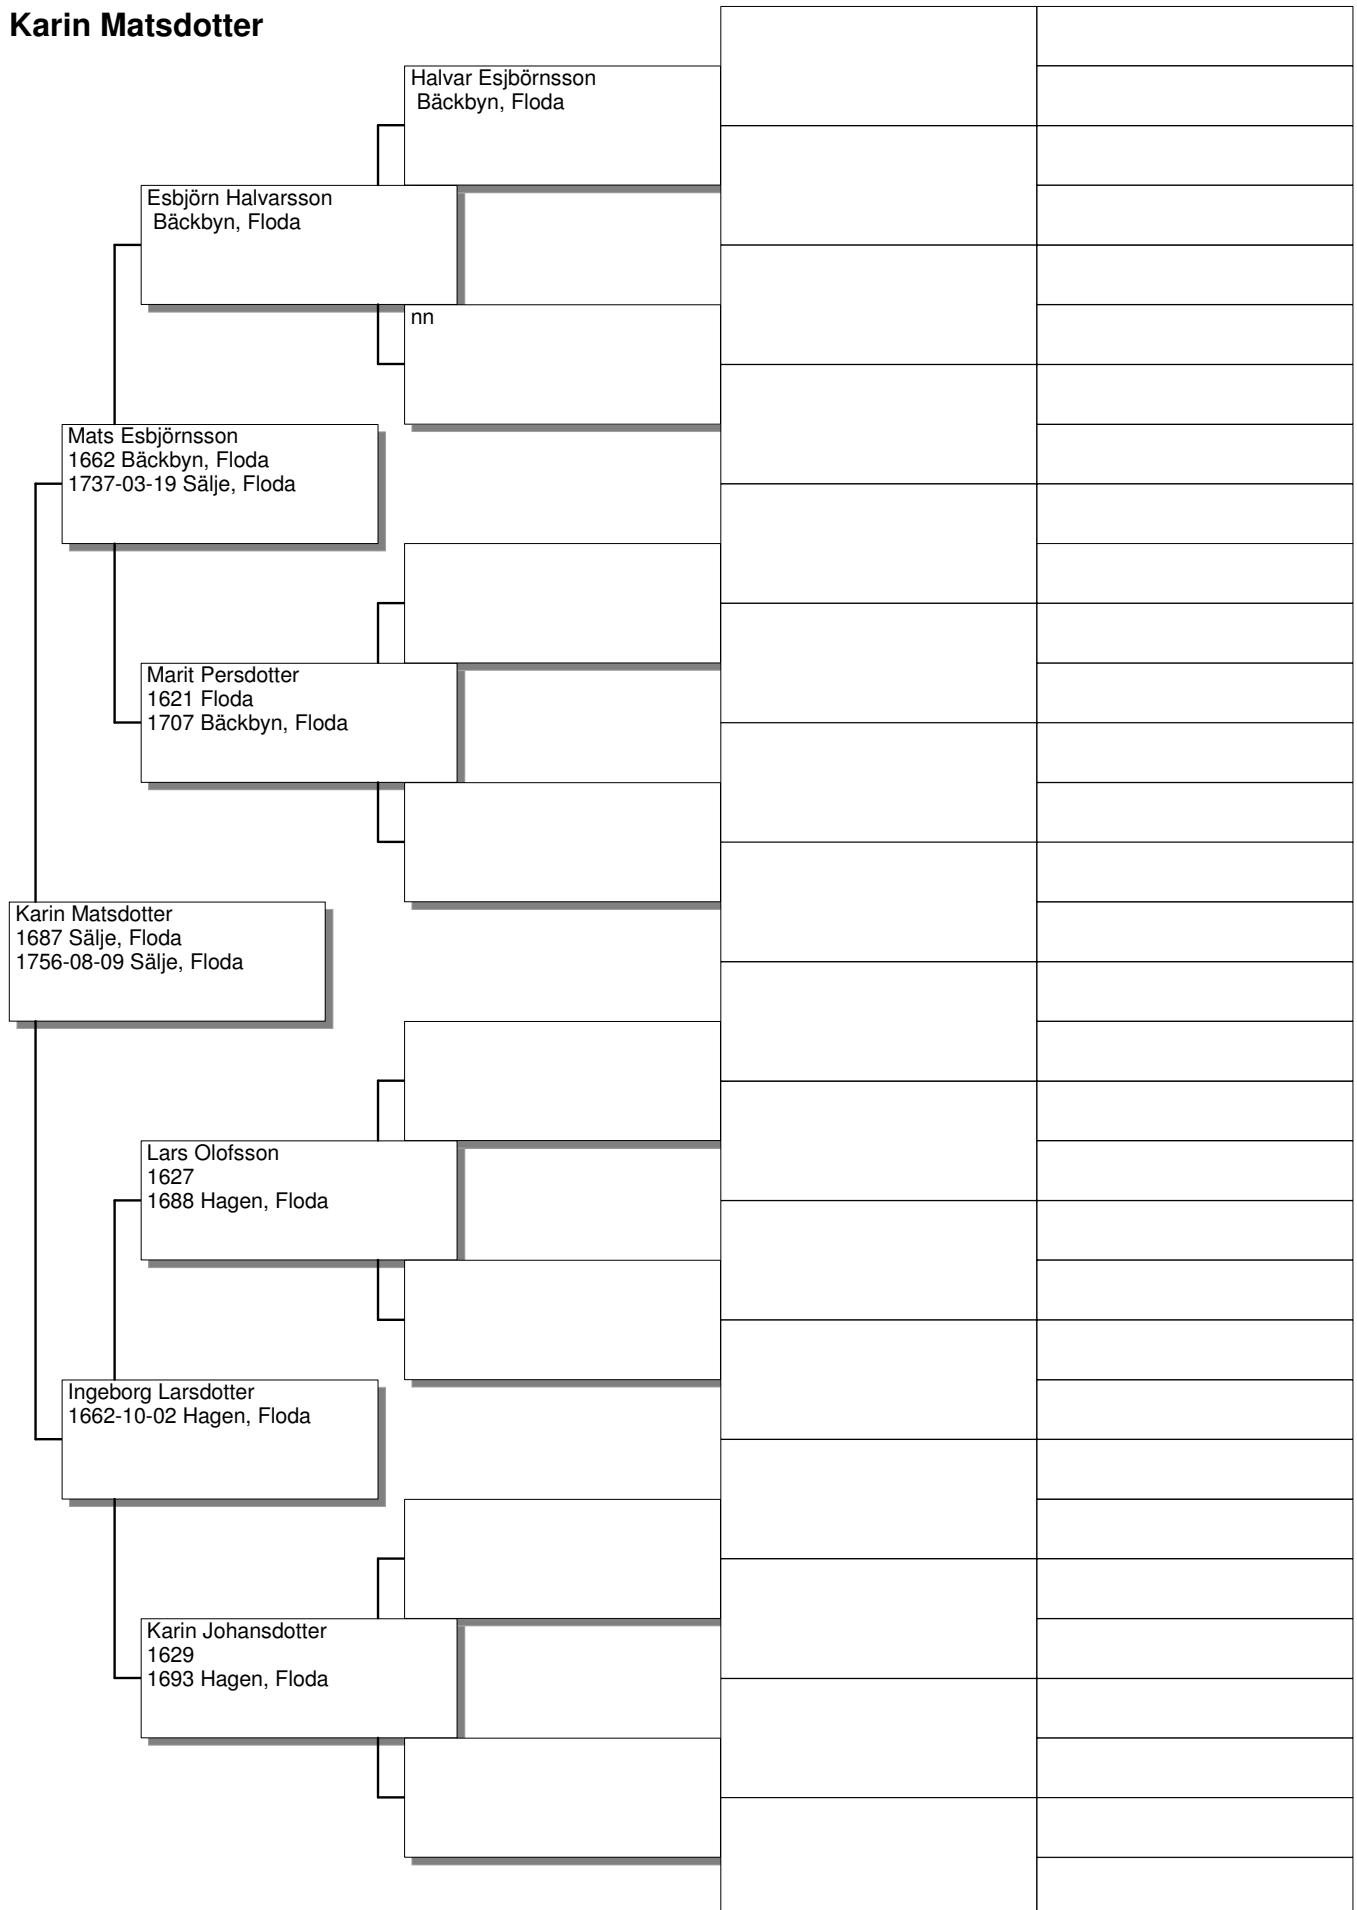 Karin Matsdotter
Halvar Esjbörnsson
Bäckbyn, Floda
Esbjörn Halvarsson
Bäckbyn, Floda
nn
Mats Esbjörnsson
1662 Bäckbyn, Floda
1737-03-19 Sälje, Floda
Marit Persdotter
1621 Floda
1707 Bäckbyn, Floda
Karin Matsdotter
1687 Sälje, Floda
1756-08-09 Sälje, Floda
Lars Olofsson
1627
1688 Hagen, Floda
Ingeborg Larsdotter
1662-10-02 Hagen, Floda
Karin Johansdotter
1629
1693 Hagen, Floda